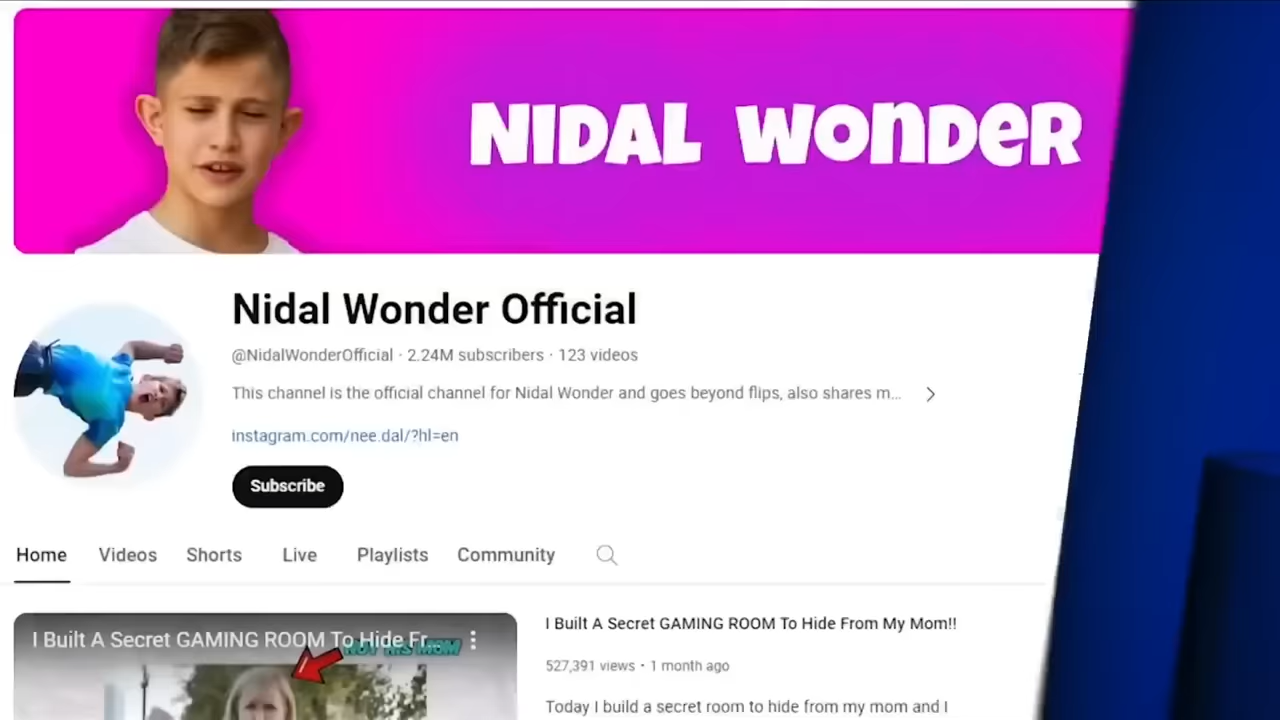 NIDAL WONDER
Nidal Wonder Official
@NidalWonderOfficial · 2.24M subscribers · 123 videos
This channel is the official channel for Nidal Wonder and goes beyond flips, also shares m...
instagram.com/nee.dal/?hl=en
Subscribe
Home Videos Shorts Live Playlists Community
I Built A Secret GAMING ROOM To Hide Fr...
NOT HIS MOM
I Built A Secret GAMING ROOM To Hide From My Mom!!
527,391 views · 1 month ago
Today I build a secret room to hide from my mom and I